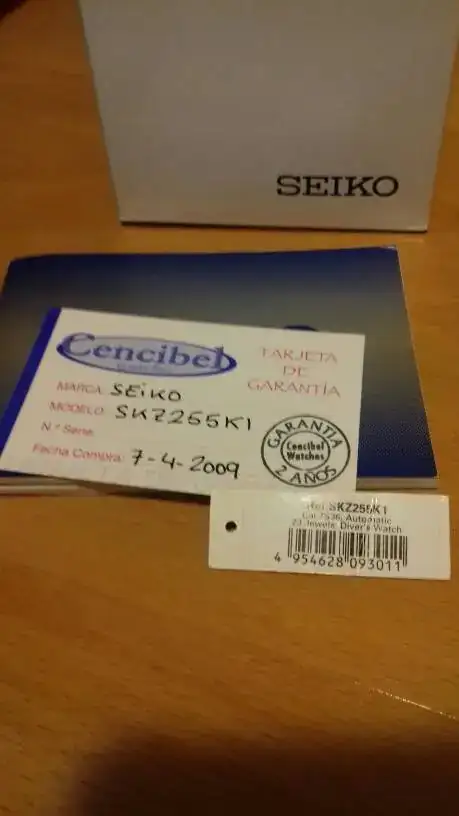 SEIKO
Cencibel
TARJETA
DE
GARANTÍA
MARCA: SEIKO
MODELO: SKZ255K1
N.º Serie:
Fecha Compra: 7-4-2009
GARANTIA
Cencibel
Watches
2 AÑOS
Ref. SKZ255K1
Cal. 7S36, Automatic
23 Jewels, Diver's Watch
4 954628 093011